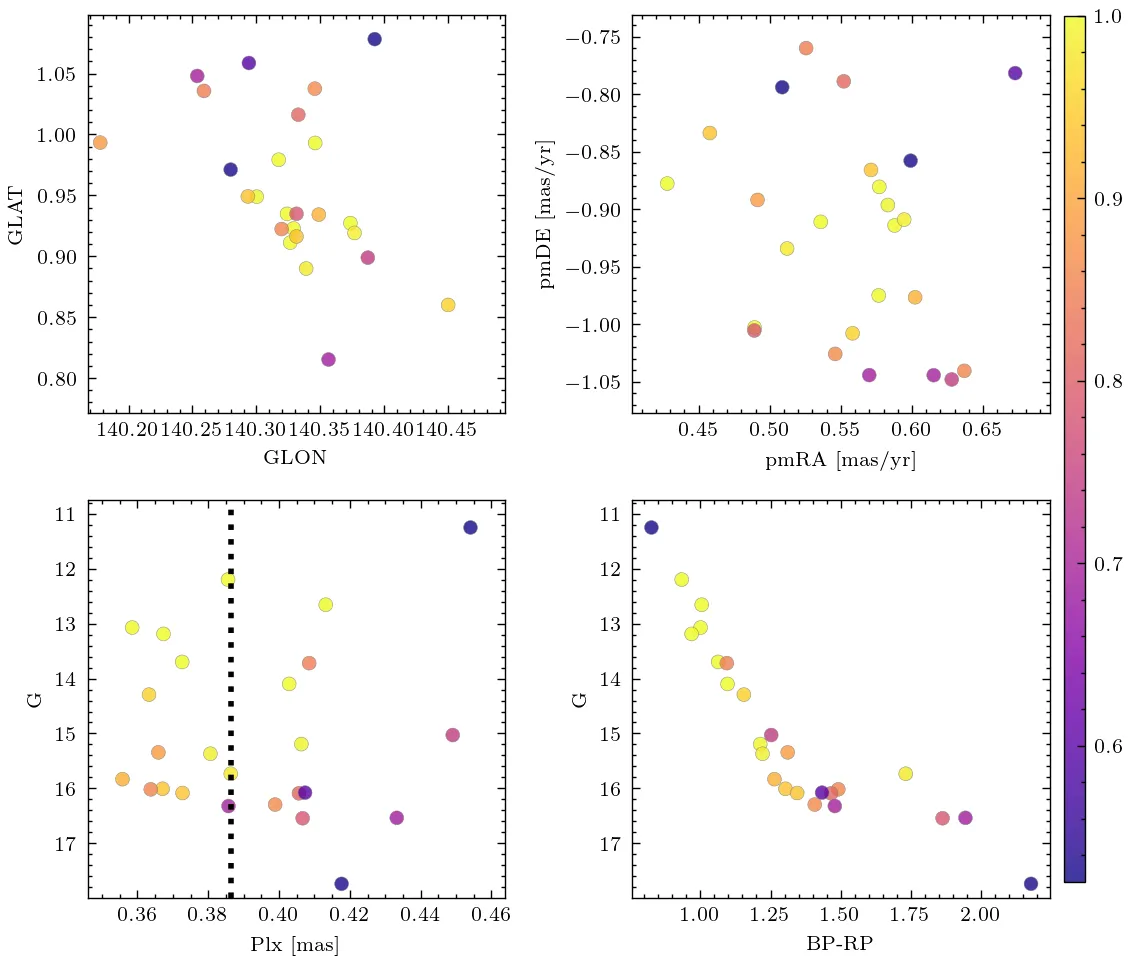 1.05
1.00
0.95
0.90
0.85
0.80
GLAT
140.20 140.25 140.30 140.35 140.40 140.45
GLON
−0.75
−0.80
−0.85
−0.90
−0.95
−1.00
−1.05
pmDE [mas/yr]
0.45 0.50 0.55 0.60 0.65
pmRA [mas/yr]
1.0
0.9
0.8
0.7
0.6
11
12
13
14
15
16
17
G
0.36 0.38 0.40 0.42 0.44 0.46
Plx [mas]
11
12
13
14
15
16
17
G
1.00 1.25 1.50 1.75 2.00
BP-RP